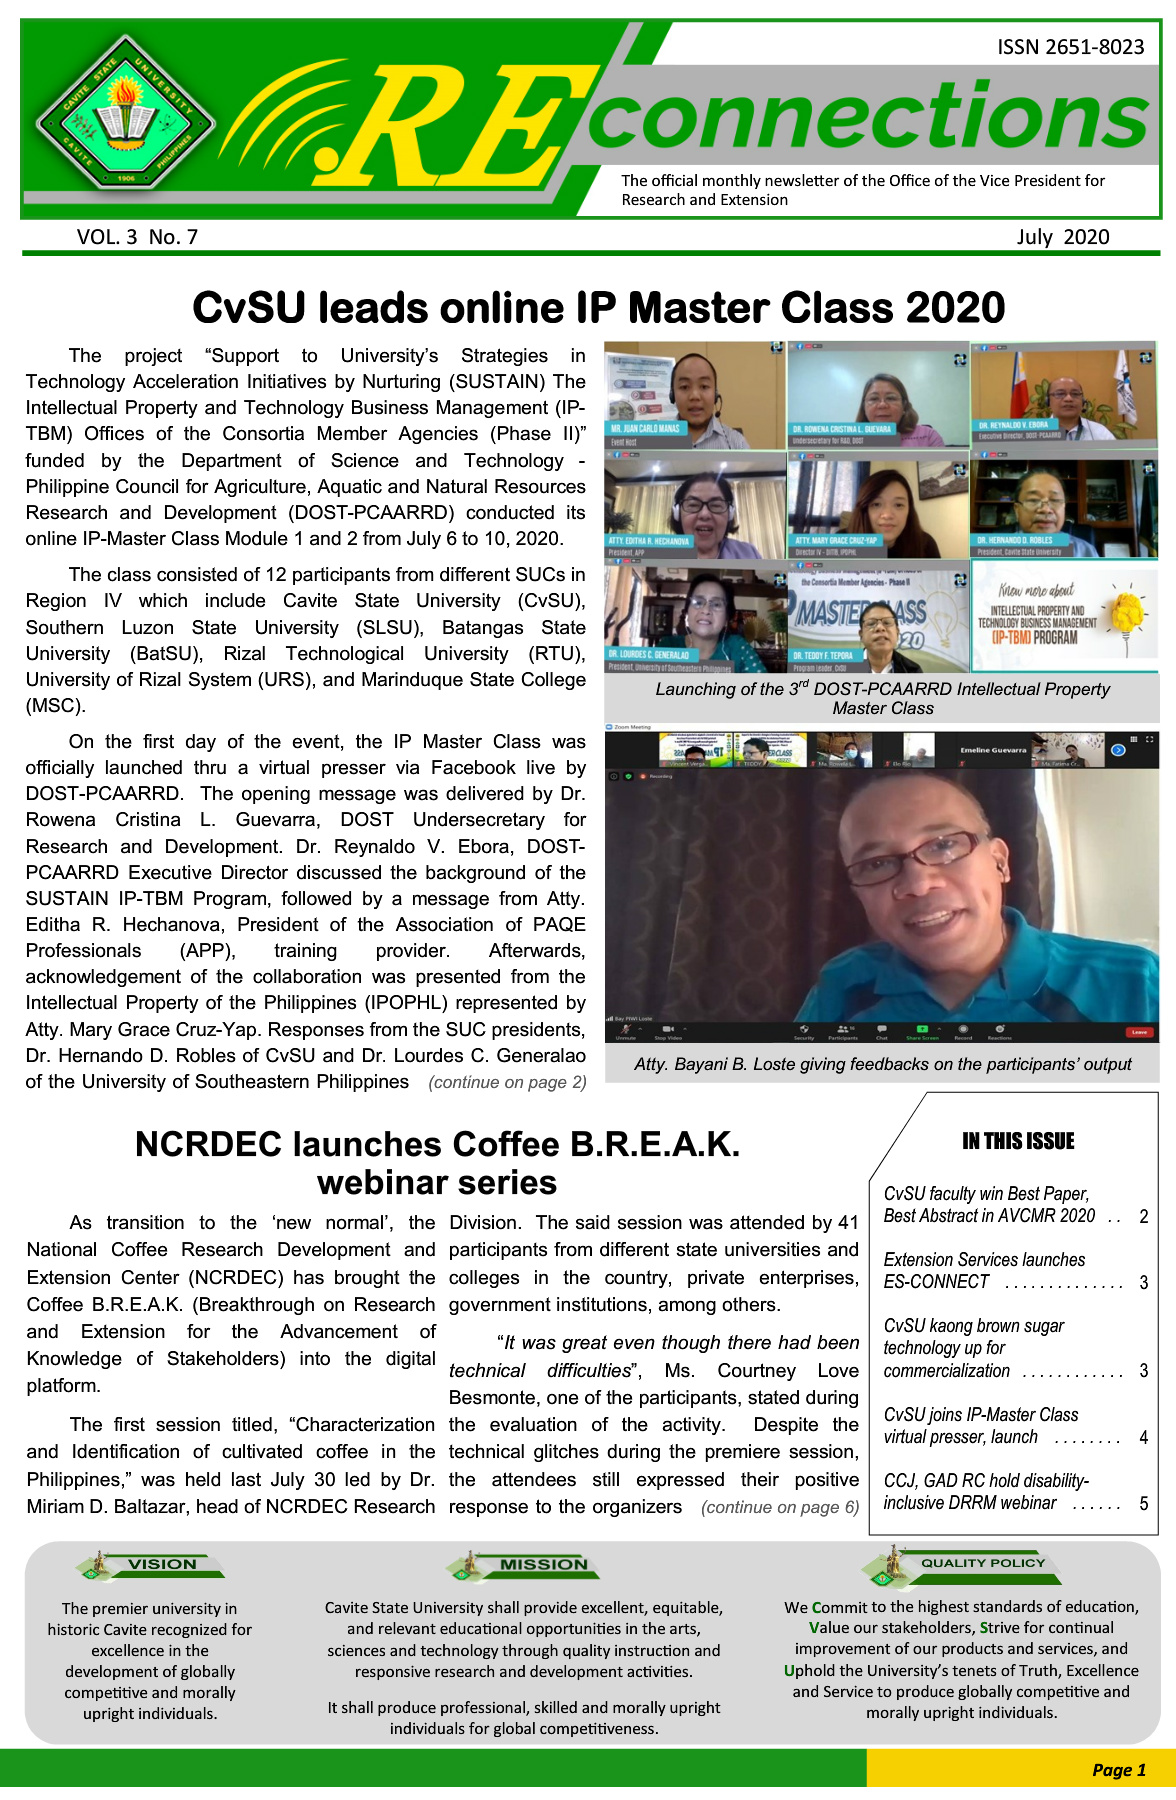 CAVITE STATE UNIVERSITY
CAVITE
PHILIPPINES
1906
.REconnections
ISSN 2651-8023
The official monthly newsletter of the Office of the Vice President for
Research and Extension
VOL. 3 No. 7
July 2020
CvSU leads online IP Master Class 2020
The project “Support to University’s Strategies in
Technology Acceleration Initiatives by Nurturing (SUSTAIN) The
Intellectual Property and Technology Business Management (IP-
TBM) Offices of the Consortia Member Agencies (Phase II)”
funded by the Department of Science and Technology -
Philippine Council for Agriculture, Aquatic and Natural Resources
Research and Development (DOST-PCAARRD) conducted its
online IP-Master Class Module 1 and 2 from July 6 to 10, 2020.
The class consisted of 12 participants from different SUCs in
Region IV which include Cavite State University (CvSU),
Southern Luzon State University (SLSU), Batangas State
University (BatSU), Rizal Technological University (RTU),
University of Rizal System (URS), and Marinduque State College
(MSC).
On the first day of the event, the IP Master Class was
officially launched thru a virtual presser via Facebook live by
DOST-PCAARRD. The opening message was delivered by Dr.
Rowena Cristina L. Guevarra, DOST Undersecretary for
Research and Development. Dr. Reynaldo V. Ebora, DOST-
PCAARRD Executive Director discussed the background of the
SUSTAIN IP-TBM Program, followed by a message from Atty.
Editha R. Hechanova, President of the Association of PAQE
Professionals (APP), training provider. Afterwards,
acknowledgement of the collaboration was presented from the
Intellectual Property of the Philippines (IPOPHL) represented by
Atty. Mary Grace Cruz-Yap. Responses from the SUC presidents,
Dr. Hernando D. Robles of CvSU and Dr. Lourdes C. Generalao
of the University of Southeastern Philippines (continue on page 2)
MR. JUAN CARLO MANAS
Event Host
DR. ROWENA CRISTINA L. GUEVARA
Undersecretary for R&D, DOST
DR. REYNALDO V. EBORA
Executive Director, DOST-PCAARRD
ATTY. EDITHA R. HECHANOVA
President, APP
ATTY. MARY GRACE CRUZ-YAP
Director IV - DITTB, IPOPHL
DR. HERNANDO D. ROBLES
President, Cavite State University
DR. LOURDES C. GENERALAO
President, University of Southeastern Philippines
the Consortia Member Agencies - Phase II
DR. TEDDY F. TEPORA
Program Leader, CvSU
Know more about
INTELLECTUAL PROPERTY AND
TECHNOLOGY BUSINESS MANAGEMENT
(IP-TBM) PROGRAM
Launching of the 3rd DOST-PCAARRD Intellectual Property
Master Class
Zoom Meeting
Emeline Guevarra
Recording
Bay PIWI-Loste
Unmute
Stop Video
Security
Participants
Chat
Share Screen
Record
Reactions
Leave
Atty. Bayani B. Loste giving feedbacks on the participants’ output
NCRDEC launches Coffee B.R.E.A.K.
webinar series
As transition to the ‘new normal’, the
National Coffee Research Development and
Extension Center (NCRDEC) has brought the
Coffee B.R.E.A.K. (Breakthrough on Research
and Extension for the Advancement of
Knowledge of Stakeholders) into the digital
platform.
The first session titled, “Characterization
and Identification of cultivated coffee in the
Philippines,” was held last July 30 led by Dr.
Miriam D. Baltazar, head of NCRDEC Research
Division. The said session was attended by 41
participants from different state universities and
colleges in the country, private enterprises,
government institutions, among others.
“It was great even though there had been
technical difficulties”, Ms. Courtney Love
Besmonte, one of the participants, stated during
the evaluation of the activity. Despite the
technical glitches during the premiere session,
the attendees still expressed their positive
response to the organizers (continue on page 6)
IN THIS ISSUE
CvSU faculty win Best Paper,
Best Abstract in AVCMR 2020 . . 2
Extension Services launches
ES-CONNECT . . . . . . . . . . . . . . 3
CvSU kaong brown sugar
technology up for
commercialization . . . . . . . . . . . . 3
CvSU joins IP-Master Class
virtual presser, launch . . . . . . . . 4
CCJ, GAD RC hold disability-
inclusive DRRM webinar . . . . . . 5
VISION
The premier university in
historic Cavite recognized for
excellence in the
development of globally
competitive and morally
upright individuals.
MISSION
Cavite State University shall provide excellent, equitable,
and relevant educational opportunities in the arts,
sciences and technology through quality instruction and
responsive research and development activities.
It shall produce professional, skilled and morally upright
individuals for global competitiveness.
QUALITY POLICY
We Commit to the highest standards of education,
Value our stakeholders, Strive for continual
improvement of our products and services, and
Uphold the University’s tenets of Truth, Excellence
and Service to produce globally competitive and
morally upright individuals.
Page 1